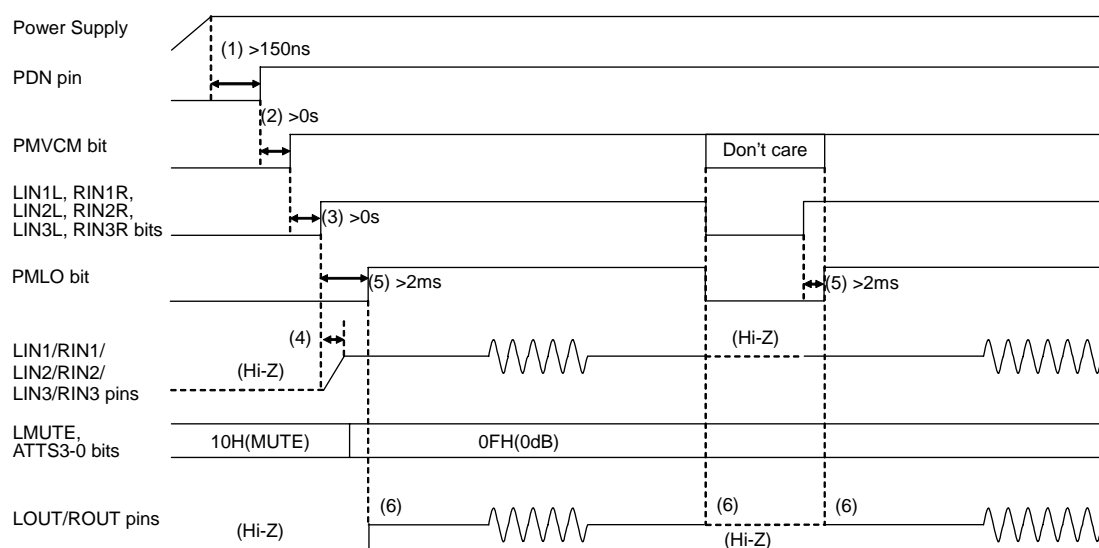 Power Supply
(1) >150ns
PDN pin
(2) >0s
PMVCM bit
Don't care
LIN1L, RIN1R,
LIN2L, RIN2R,
LIN3L, RIN3R bits
(3) >0s
PMLO bit
(5) >2ms
(5) >2ms
(4)
LIN1/RIN1/
LIN2/RIN2/
LIN3/RIN3 pins
(Hi-Z)
(Hi-Z)
LMUTE,
ATTS3-0 bits
10H(MUTE)
0FH(0dB)
LOUT/ROUT pins
(Hi-Z)
(6)
(6)
(6)
(Hi-Z)